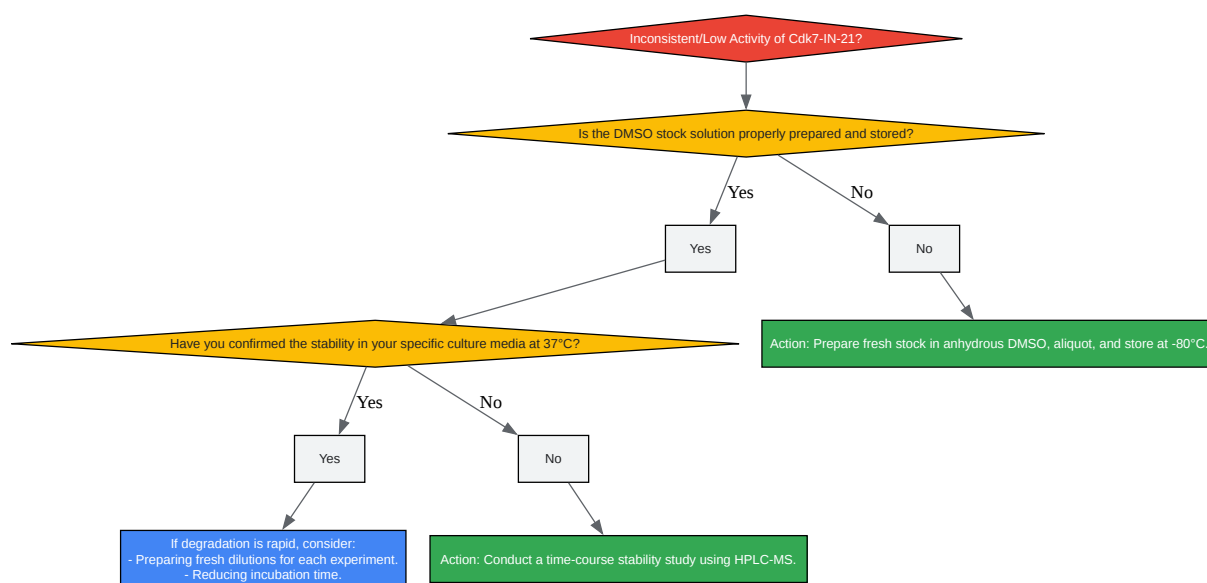 Inconsistent/Low Activity of Cdk7-IN-21?
Is the DMSO stock solution properly prepared and stored?
Yes
No
Yes
No
Have you confirmed the stability in your specific culture media at 37°C?
Action: Prepare fresh stock in anhydrous DMSO, aliquot, and store at -80°C.
Yes
No
Yes
No
If degradation is rapid, consider:
- Preparing fresh dilutions for each experiment.
- Reducing incubation time.
Action: Conduct a time-course stability study using HPLC-MS.